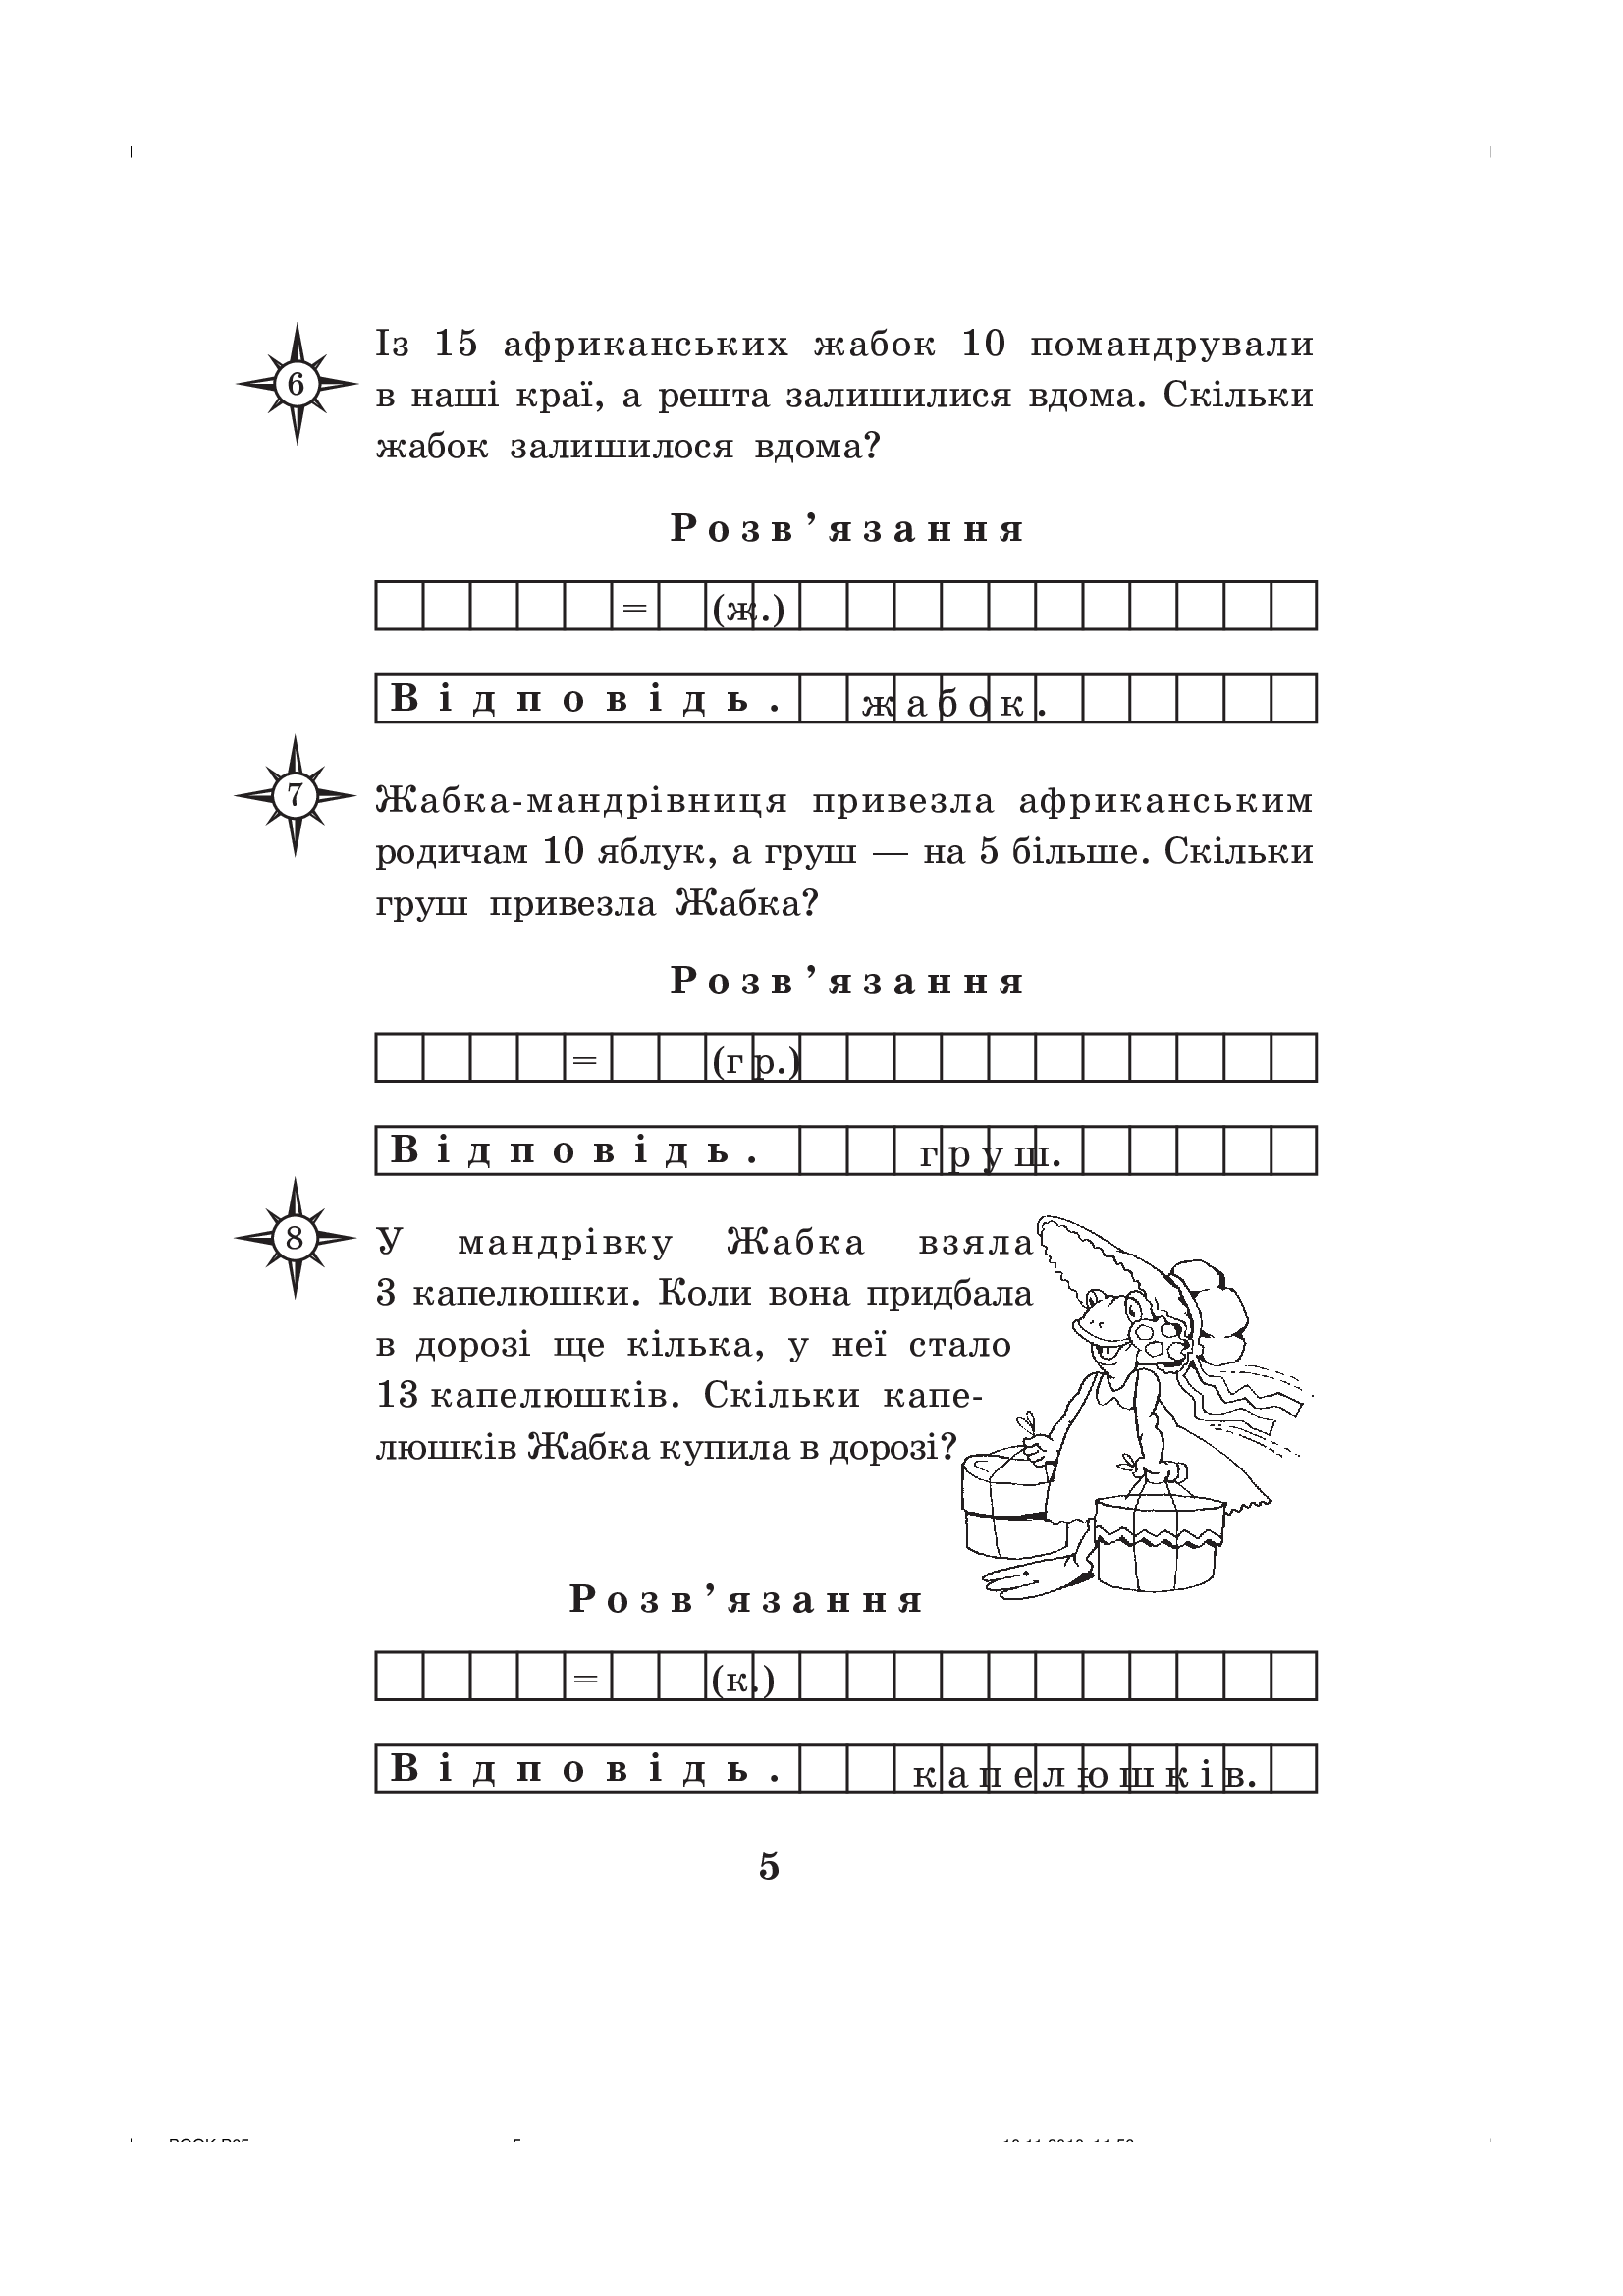 6
Із 15 африканських жабок 10 помандрували
в наші краї, а решта залишилися вдома. Скільки
жабок залишилося вдома?
Розв’язання
= (ж.)
Відповідь. жабок.
7
Жабка-мандрівниця привезла африканським
родичам 10 яблук, а груш — на 5 більше. Скільки
груш привезла Жабка?
Розв’язання
= (гр.)
Відповідь. груш.
8
У мандрівку Жабка взяла
3 капелюшки. Коли вона придбала
в дорозі ще кілька, у неї стало
13 капелюшків. Скільки капе-
люшків Жабка купила в дорозі?
Розв’язання
= (к.)
Відповідь. капелюшків.
5